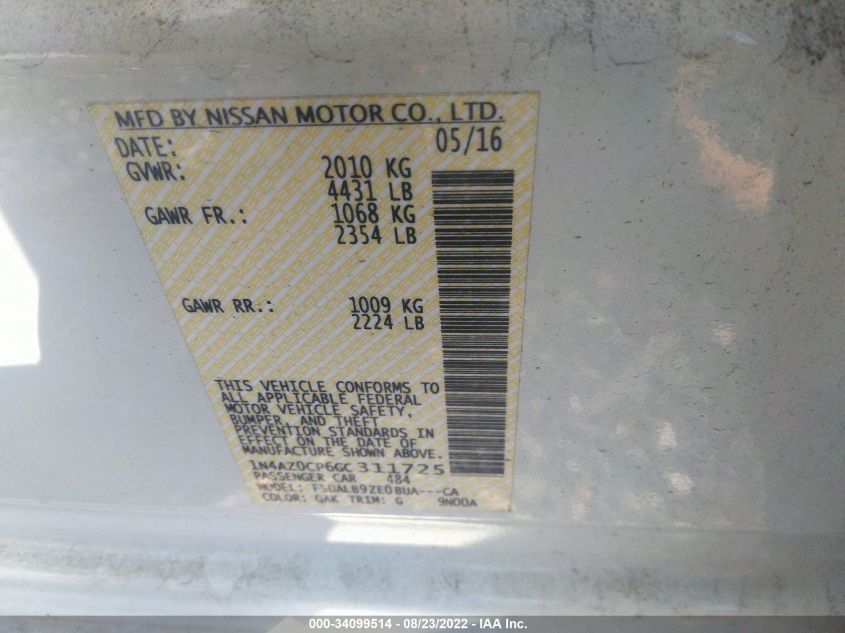 MFD BY NISSAN MOTOR CO., LTD.
DATE: 05/16
GVWR: 2010 KG
4431 LB
GAWR FR.: 1068 KG
2354 LB
GAWR RR.: 1009 KG
2224 LB
THIS VEHICLE CONFORMS TO
ALL APPLICABLE FEDERAL
MOTOR VEHICLE SAFETY,
BUMPER, AND THEFT
PREVENTION STANDARDS IN
EFFECT ON THE DATE OF
MANUFACTURE SHOWN ABOVE.
1N4AZ0CP6GC311725
PASSENGER CAR 484
MODEL: FSDALB9ZE0BUA---CA
COLOR: QAK TRIM: G 9N00A
000-34099514 - 08/23/2022 - IAA Inc.